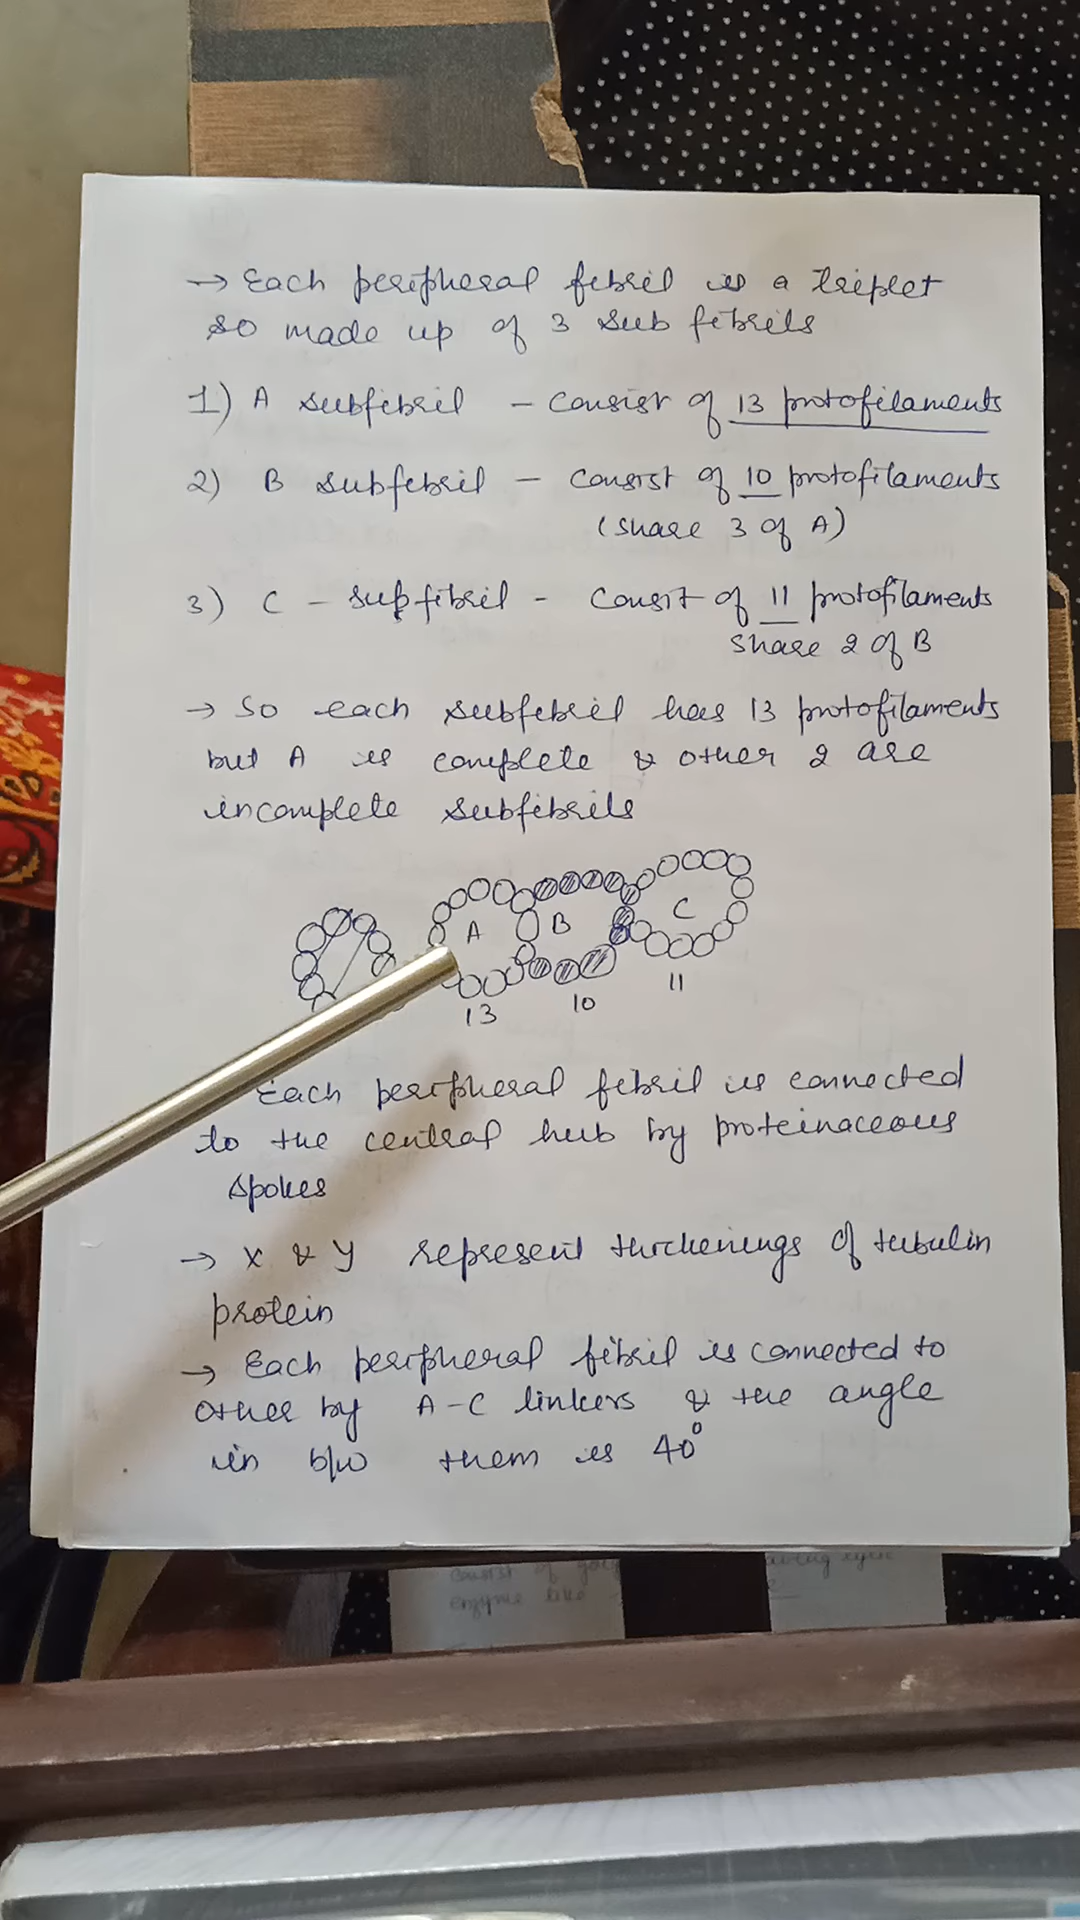 → Each peripheral fibril is a triplet
so made up of 3 sub fibrils
1) A subfibril - consist of 13 protofilaments
2) B subfibril - consist of 10 protofilaments
(share 3 of A)
3) C - subfibril - consit of 11 protofilaments
share 2 of B
→ So each subfibril has 13 protofilaments
but A is complete & other 2 are
incomplete subfibrils
A B C
13 10 11
Each peripheral fibril is connected
to the central hub by proteinaceous
spokes
→ X & Y represent thickenings of tubulin
protein
→ Each peripheral fibril is connected to
other by A-C linkers & the angle
in b/w them is 40°
consist of
enzyme like